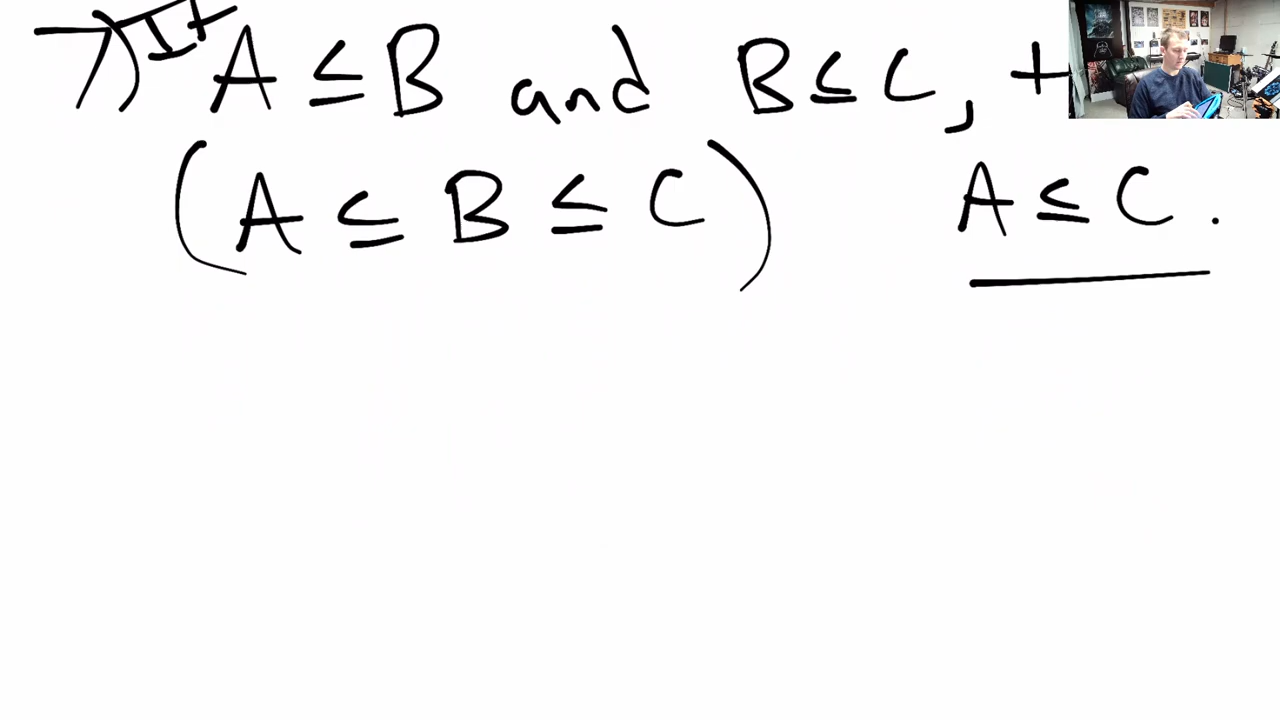 7) If A ≤ B and B ≤ C,
(A ≤ B ≤ C) A ≤ C.